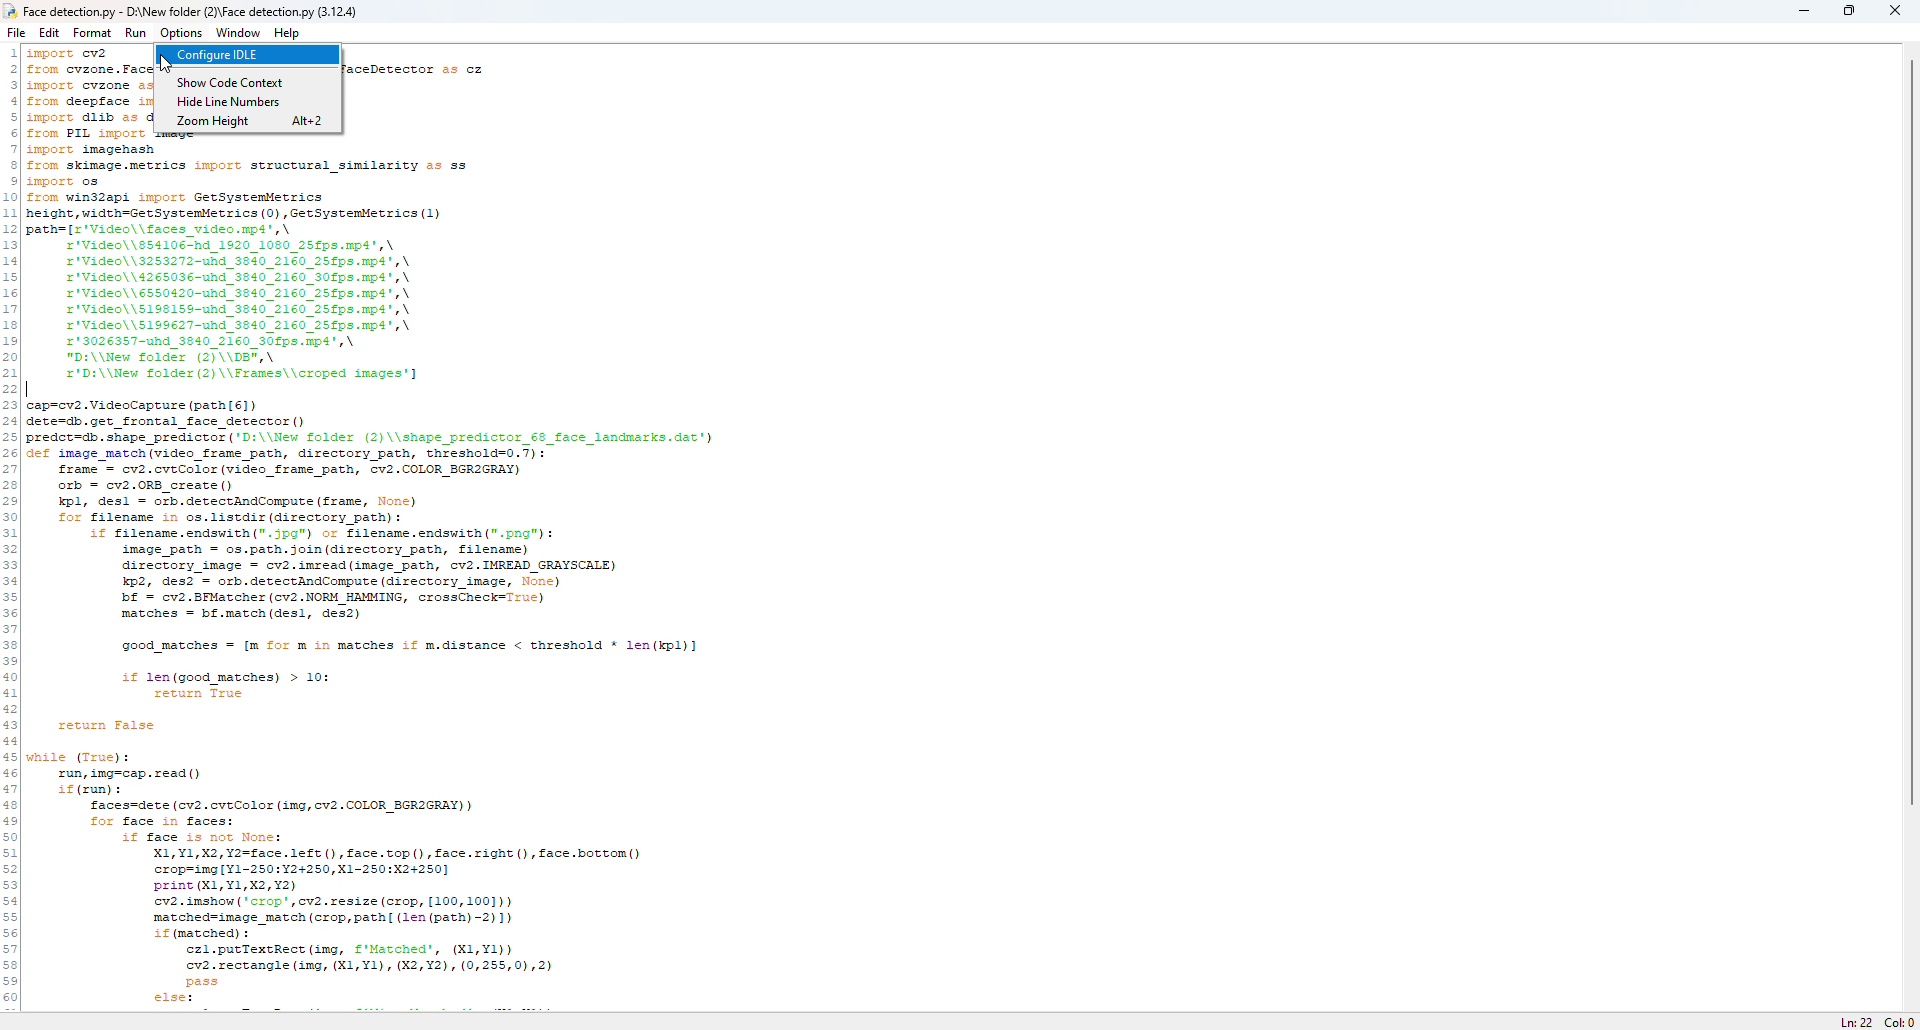 Face detection.py - D:\New folder (2)\Face detection.py (3.12.4)
File Edit Format Run Options Window Help
Configure IDLE
Show Code Context
Hide Line Numbers
Zoom Height Alt+2
1 import cv2
2 from cvzone.Face aceDetector as cz
3 import cvzone as
4 from deepface im
5 import dlib as d
6 from PIL import Image
7 import imagehash
8 from skimage.metrics import structural_similarity as ss
9 import os
10 from win32api import GetSystemMetrics
11 height,width=GetSystemMetrics(0),GetSystemMetrics(1)
12 path=[r'Video\\faces_video.mp4',\
13 r'Video\\854106-hd_1920_1080_25fps.mp4',\
14 r'Video\\3253272-uhd_3840_2160_25fps.mp4',\
15 r'Video\\4265036-uhd_3840_2160_30fps.mp4',\
16 r'Video\\6550420-uhd_3840_2160_25fps.mp4',\
17 r'Video\\5198159-uhd_3840_2160_25fps.mp4',\
18 r'Video\\5199627-uhd_3840_2160_25fps.mp4',\
19 r'3026357-uhd_3840_2160_30fps.mp4',\
20 "D:\\New folder (2)\\DB",\
21 r'D:\\New folder(2)\\Frames\\croped images']
22
23 cap=cv2.VideoCapture(path[6])
24 dete=db.get_frontal_face_detector()
25 predct=db.shape_predictor('D:\\New folder (2)\\shape_predictor_68_face_landmarks.dat')
26 def image_match(video_frame_path, directory_path, threshold=0.7):
27 frame = cv2.cvtColor(video_frame_path, cv2.COLOR_BGR2GRAY)
28 orb = cv2.ORB_create()
29 kp1, des1 = orb.detectAndCompute(frame, None)
30 for filename in os.listdir(directory_path):
31 if filename.endswith(".jpg") or filename.endswith(".png"):
32 image_path = os.path.join(directory_path, filename)
33 directory_image = cv2.imread(image_path, cv2.IMREAD_GRAYSCALE)
34 kp2, des2 = orb.detectAndCompute(directory_image, None)
35 bf = cv2.BFMatcher(cv2.NORM_HAMMING, crossCheck=True)
36 matches = bf.match(des1, des2)
37
38 good_matches = [m for m in matches if m.distance < threshold * len(kp1)]
39
40 if len(good_matches) > 10:
41 return True
42
43 return False
44
45 while (True):
46 run,img=cap.read()
47 if(run):
48 faces=dete(cv2.cvtColor(img,cv2.COLOR_BGR2GRAY))
49 for face in faces:
50 if face is not None:
51 X1,Y1,X2,Y2=face.left(),face.top(),face.right(),face.bottom()
52 crop=img[Y1-250:Y2+250,X1-250:X2+250]
53 print(X1,Y1,X2,Y2)
54 cv2.imshow('crop',cv2.resize(crop,[100,100]))
55 matched=image_match(crop,path[(len(path)-2)])
56 if(matched):
57 cz1.putTextRect(img, f'Matched', (X1,Y1))
58 cv2.rectangle(img,(X1,Y1),(X2,Y2),(0,255,0),2)
59 pass
60 else:
Ln: 22 Col: 0